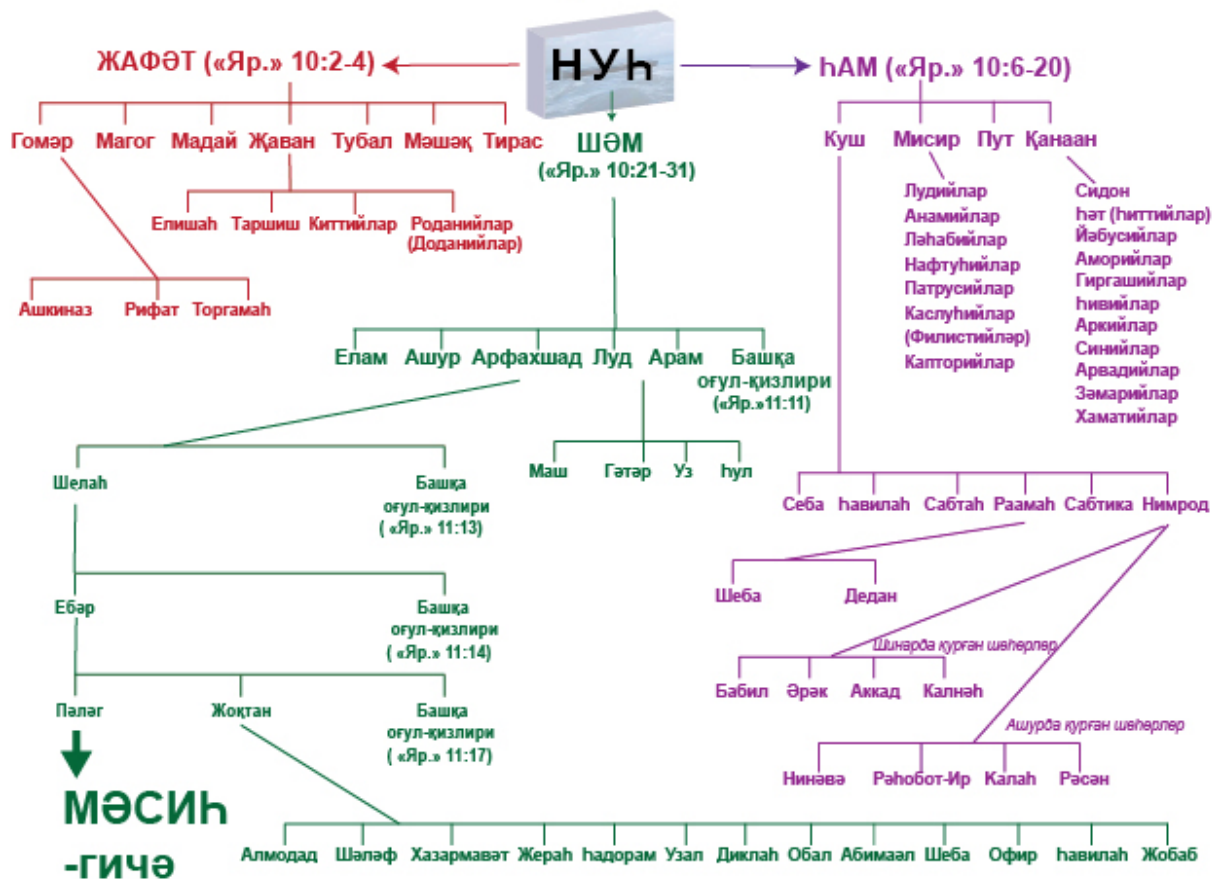 НУҺ
ЖАФӘТ («Яр.» 10:2-4)
ҺАМ («Яр.» 10:6-20)
ШӘМ
(«Яр.» 10:21-31)
Гомәр Магог Мадай Җаван Тубал Мәшәқ Тирас
Куш Мисир Пут Қанаан
Елишаһ Таршиш Киттийлар Роданийлар
(Доданийлар)
Ашкиназ Рифат Торгамаһ
Лудийлар
Анамийлар
Ләһабийлар
Нафтуһийлар
Патрусийлар
Каслуһийлар
(Филистийләр)
Капторийлар
Сидон
Һәт (Һиттийлар)
Йәбусийлар
Аморийлар
Гиргашийлар
Һивийлар
Аркийлар
Синийлар
Арвадийлар
Зәмарийлар
Хаматийлар
Елам Ашур Арфахшад Луд Арам Башқа
оғул-қизлири
(«Яр.»11:11)
Маш Гәтәр Уз Һул
Шелаһ Башқа
оғул-қизлири
( «Яр.» 11:13)
Себа Һавилаһ Сабтаһ Раамаһ Сабтика Нимрод
Шеба Дедан
Ебәр Башқа
оғул-қизлири
( «Яр.» 11:14)
Шинарда қурған шәһәрләр
Бабил Әрәк Аккад Калнәһ
Пәләг Жоқтан Башқа
оғул-қизлири
( «Яр.» 11:17)
Ашурда қурған шәһәрләр
Нинәвә Рәһобот-Ир Калаһ Рәсән
МӘСИҺ
-ГИЧӘ
Алмодад Шәләф Хазармавәт Жераһ Һадорам Узал Диклаһ Обал Абимаәл Шеба Офир Һавилаһ Жобаб